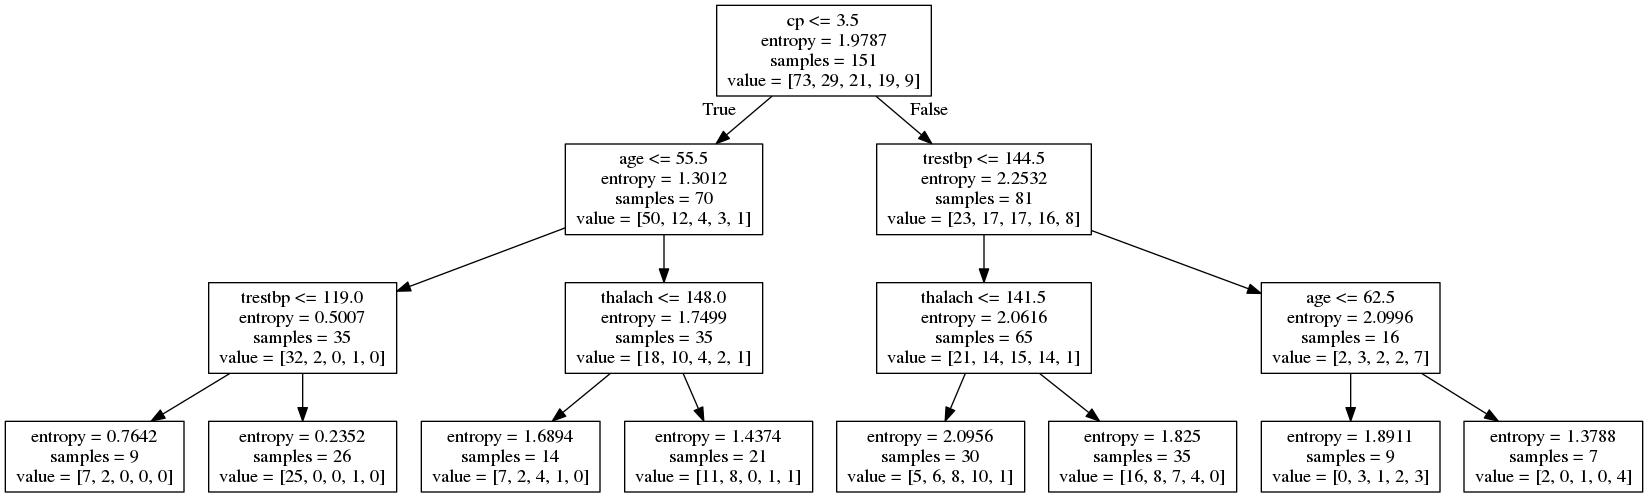 cp <= 3.5
entropy = 1.9787
samples = 151
value = [73, 29, 21, 19, 9]
True
False
age <= 55.5
entropy = 1.3012
samples = 70
value = [50, 12, 4, 3, 1]
trestbp <= 144.5
entropy = 2.2532
samples = 81
value = [23, 17, 17, 16, 8]
trestbp <= 119.0
entropy = 0.5007
samples = 35
value = [32, 2, 0, 1, 0]
thalach <= 148.0
entropy = 1.7499
samples = 35
value = [18, 10, 4, 2, 1]
thalach <= 141.5
entropy = 2.0616
samples = 65
value = [21, 14, 15, 14, 1]
age <= 62.5
entropy = 2.0996
samples = 16
value = [2, 3, 2, 2, 7]
entropy = 0.7642
samples = 9
value = [7, 2, 0, 0, 0]
entropy = 0.2352
samples = 26
value = [25, 0, 0, 1, 0]
entropy = 1.6894
samples = 14
value = [7, 2, 4, 1, 0]
entropy = 1.4374
samples = 21
value = [11, 8, 0, 1, 1]
entropy = 2.0956
samples = 30
value = [5, 6, 8, 10, 1]
entropy = 1.825
samples = 35
value = [16, 8, 7, 4, 0]
entropy = 1.8911
samples = 9
value = [0, 3, 1, 2, 3]
entropy = 1.3788
samples = 7
value = [2, 0, 1, 0, 4]